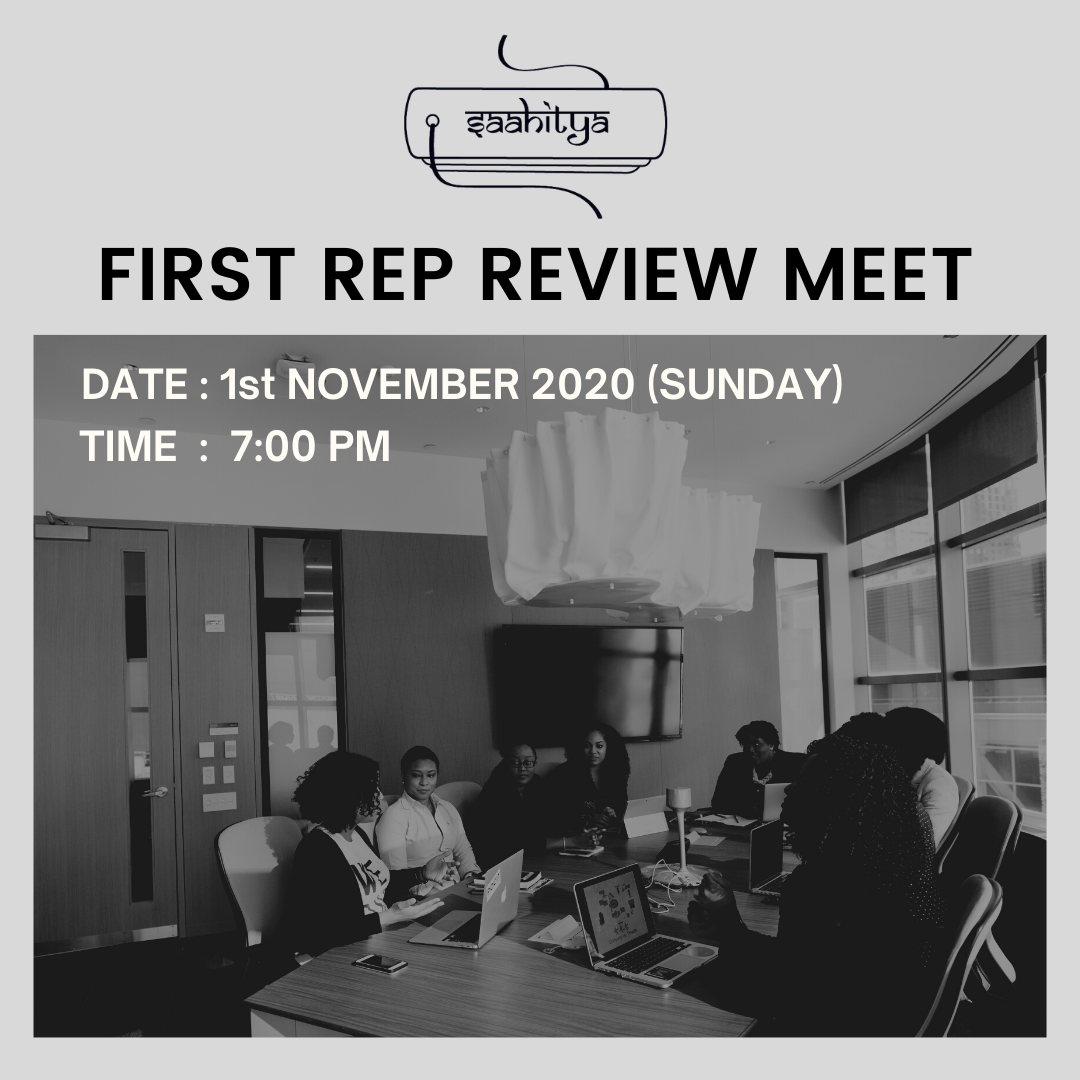 saahitya
FIRST REP REVIEW MEET
DATE : 1st NOVEMBER 2020 (SUNDAY)
TIME : 7:00 PM